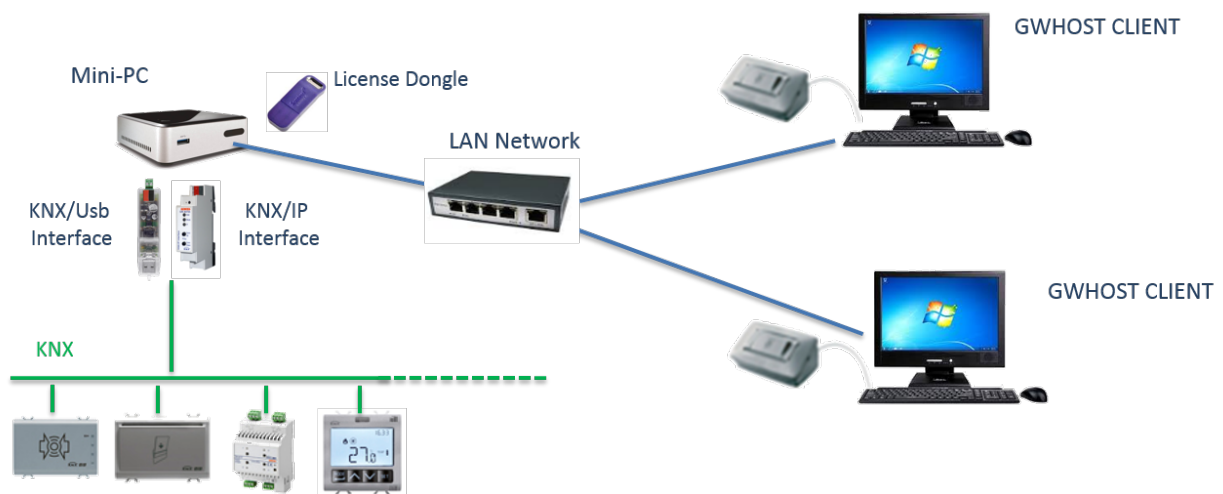 GWHOST CLIENT
Mini-PC
License Dongle
LAN Network
KNX/Usb
Interface
KNX/IP
Interface
GWHOST CLIENT
KNX
27.0